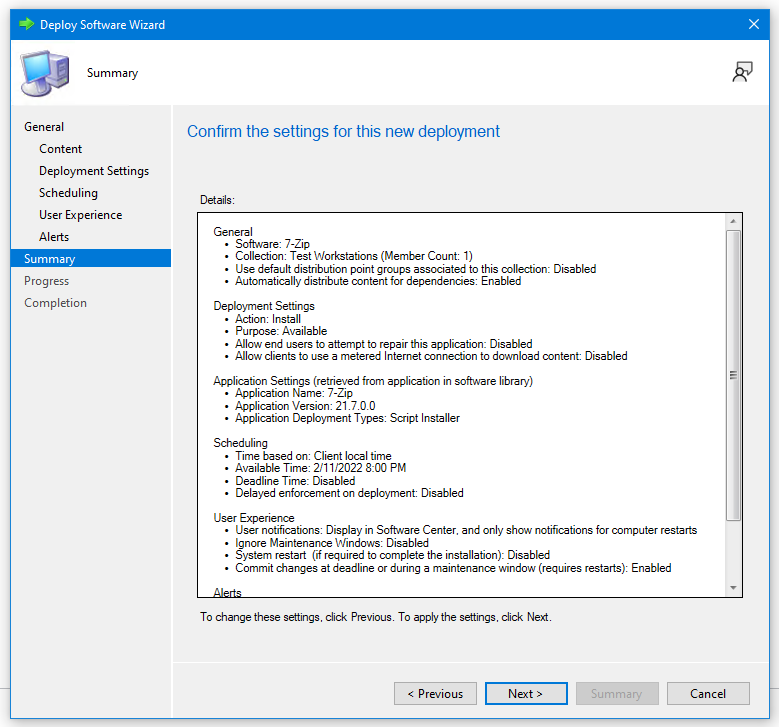 Deploy Software Wizard
Summary
General
Content
Deployment Settings
Scheduling
User Experience
Alerts
Summary
Progress
Completion
Confirm the settings for this new deployment
Details:
General
• Software: 7-Zip
• Collection: Test Workstations (Member Count: 1)
• Use default distribution point groups associated to this collection: Disabled
• Automatically distribute content for dependencies: Enabled
Deployment Settings
• Action: Install
• Purpose: Available
• Allow end users to attempt to repair this application: Disabled
• Allow clients to use a metered Internet connection to download content: Disabled
Application Settings (retrieved from application in software library)
• Application Name: 7-Zip
• Application Version: 21.7.0.0
• Application Deployment Types: Script Installer
Scheduling
• Time based on: Client local time
• Available Time: 2/11/2022 8:00 PM
• Deadline Time: Disabled
• Delayed enforcement on deployment: Disabled
User Experience
• User notifications: Display in Software Center, and only show notifications for computer restarts
• Ignore Maintenance Windows: Disabled
• System restart  (if required to complete the installation): Disabled
• Commit changes at deadline or during a maintenance window (requires restarts): Enabled
Alerts
To change these settings, click Previous. To apply the settings, click Next.
< Previous
Next >
Summary
Cancel